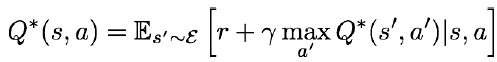 Q*(s, a) = 𝔼_{s′∼ℰ} [ r + γ max_{a′} Q*(s′, a′) | s, a ]